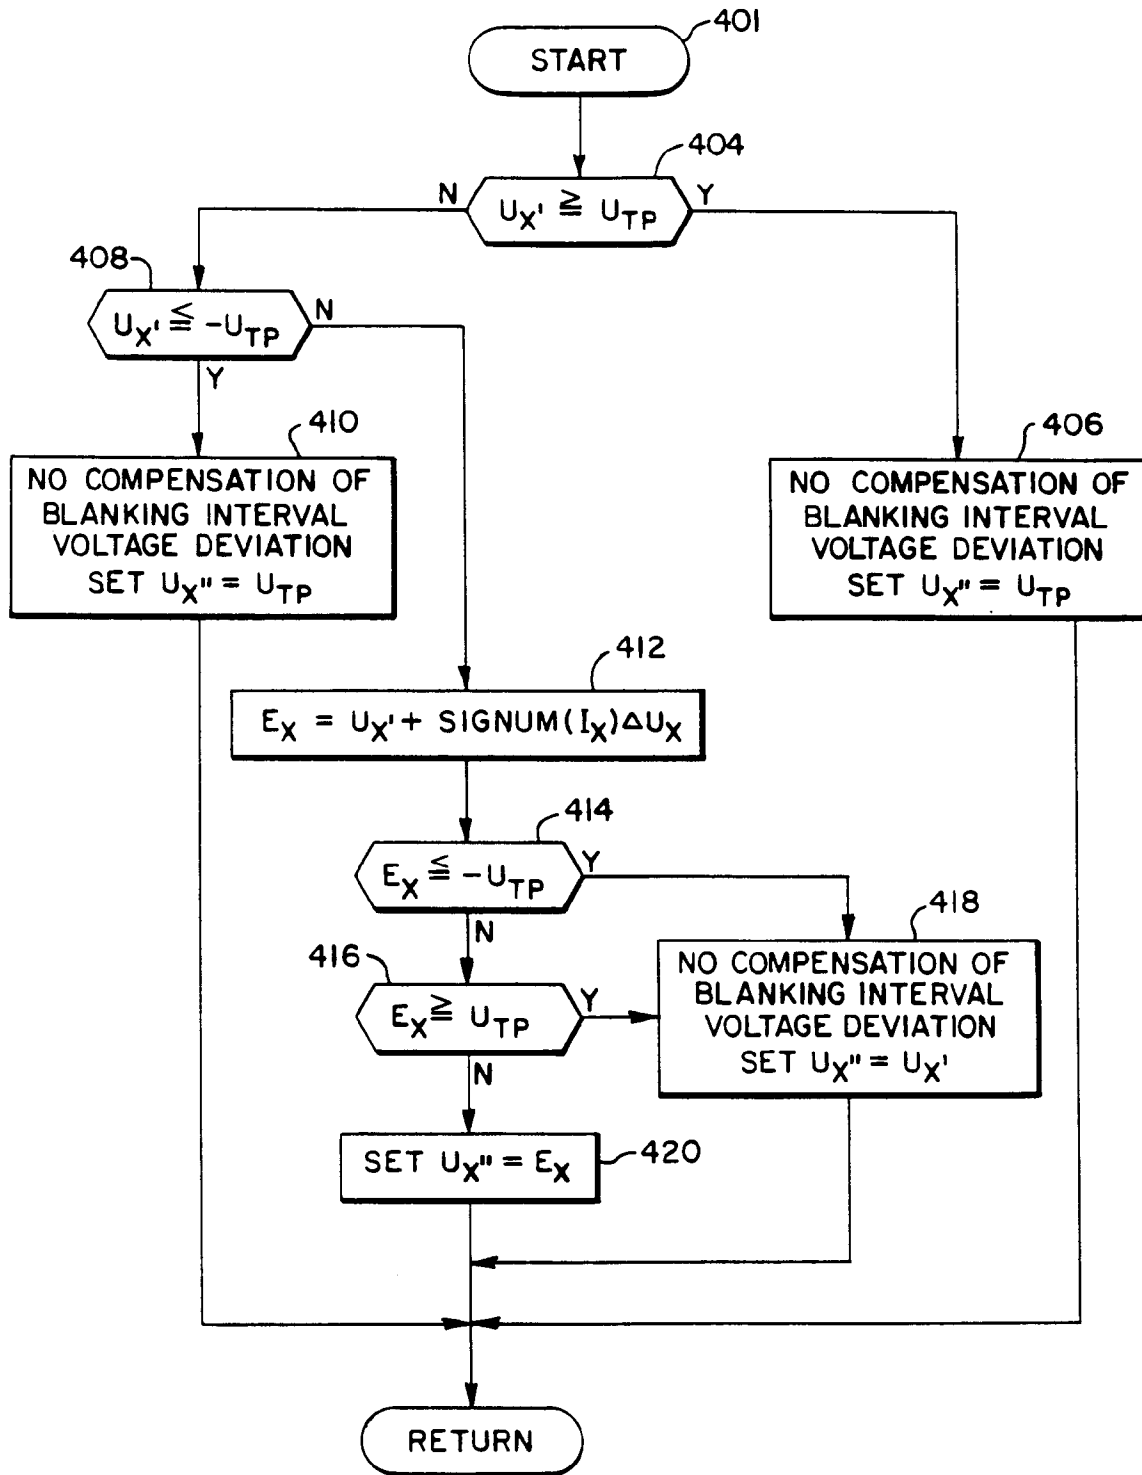 401
START
404
N
U_X' ≧ U_TP
Y
408
U_X' ≦ -U_TP
N
Y
410
NO COMPENSATION OF
BLANKING INTERVAL
VOLTAGE DEVIATION
SET U_X" = U_TP
406
NO COMPENSATION OF
BLANKING INTERVAL
VOLTAGE DEVIATION
SET U_X" = U_TP
412
E_X = U_X' + SIGNUM(I_X)ΔU_X
414
E_X ≦ -U_TP
Y
N
418
NO COMPENSATION OF
BLANKING INTERVAL
VOLTAGE DEVIATION
SET U_X" = U_X'
416
E_X ≧ U_TP
Y
N
SET U_X" = E_X
420
RETURN